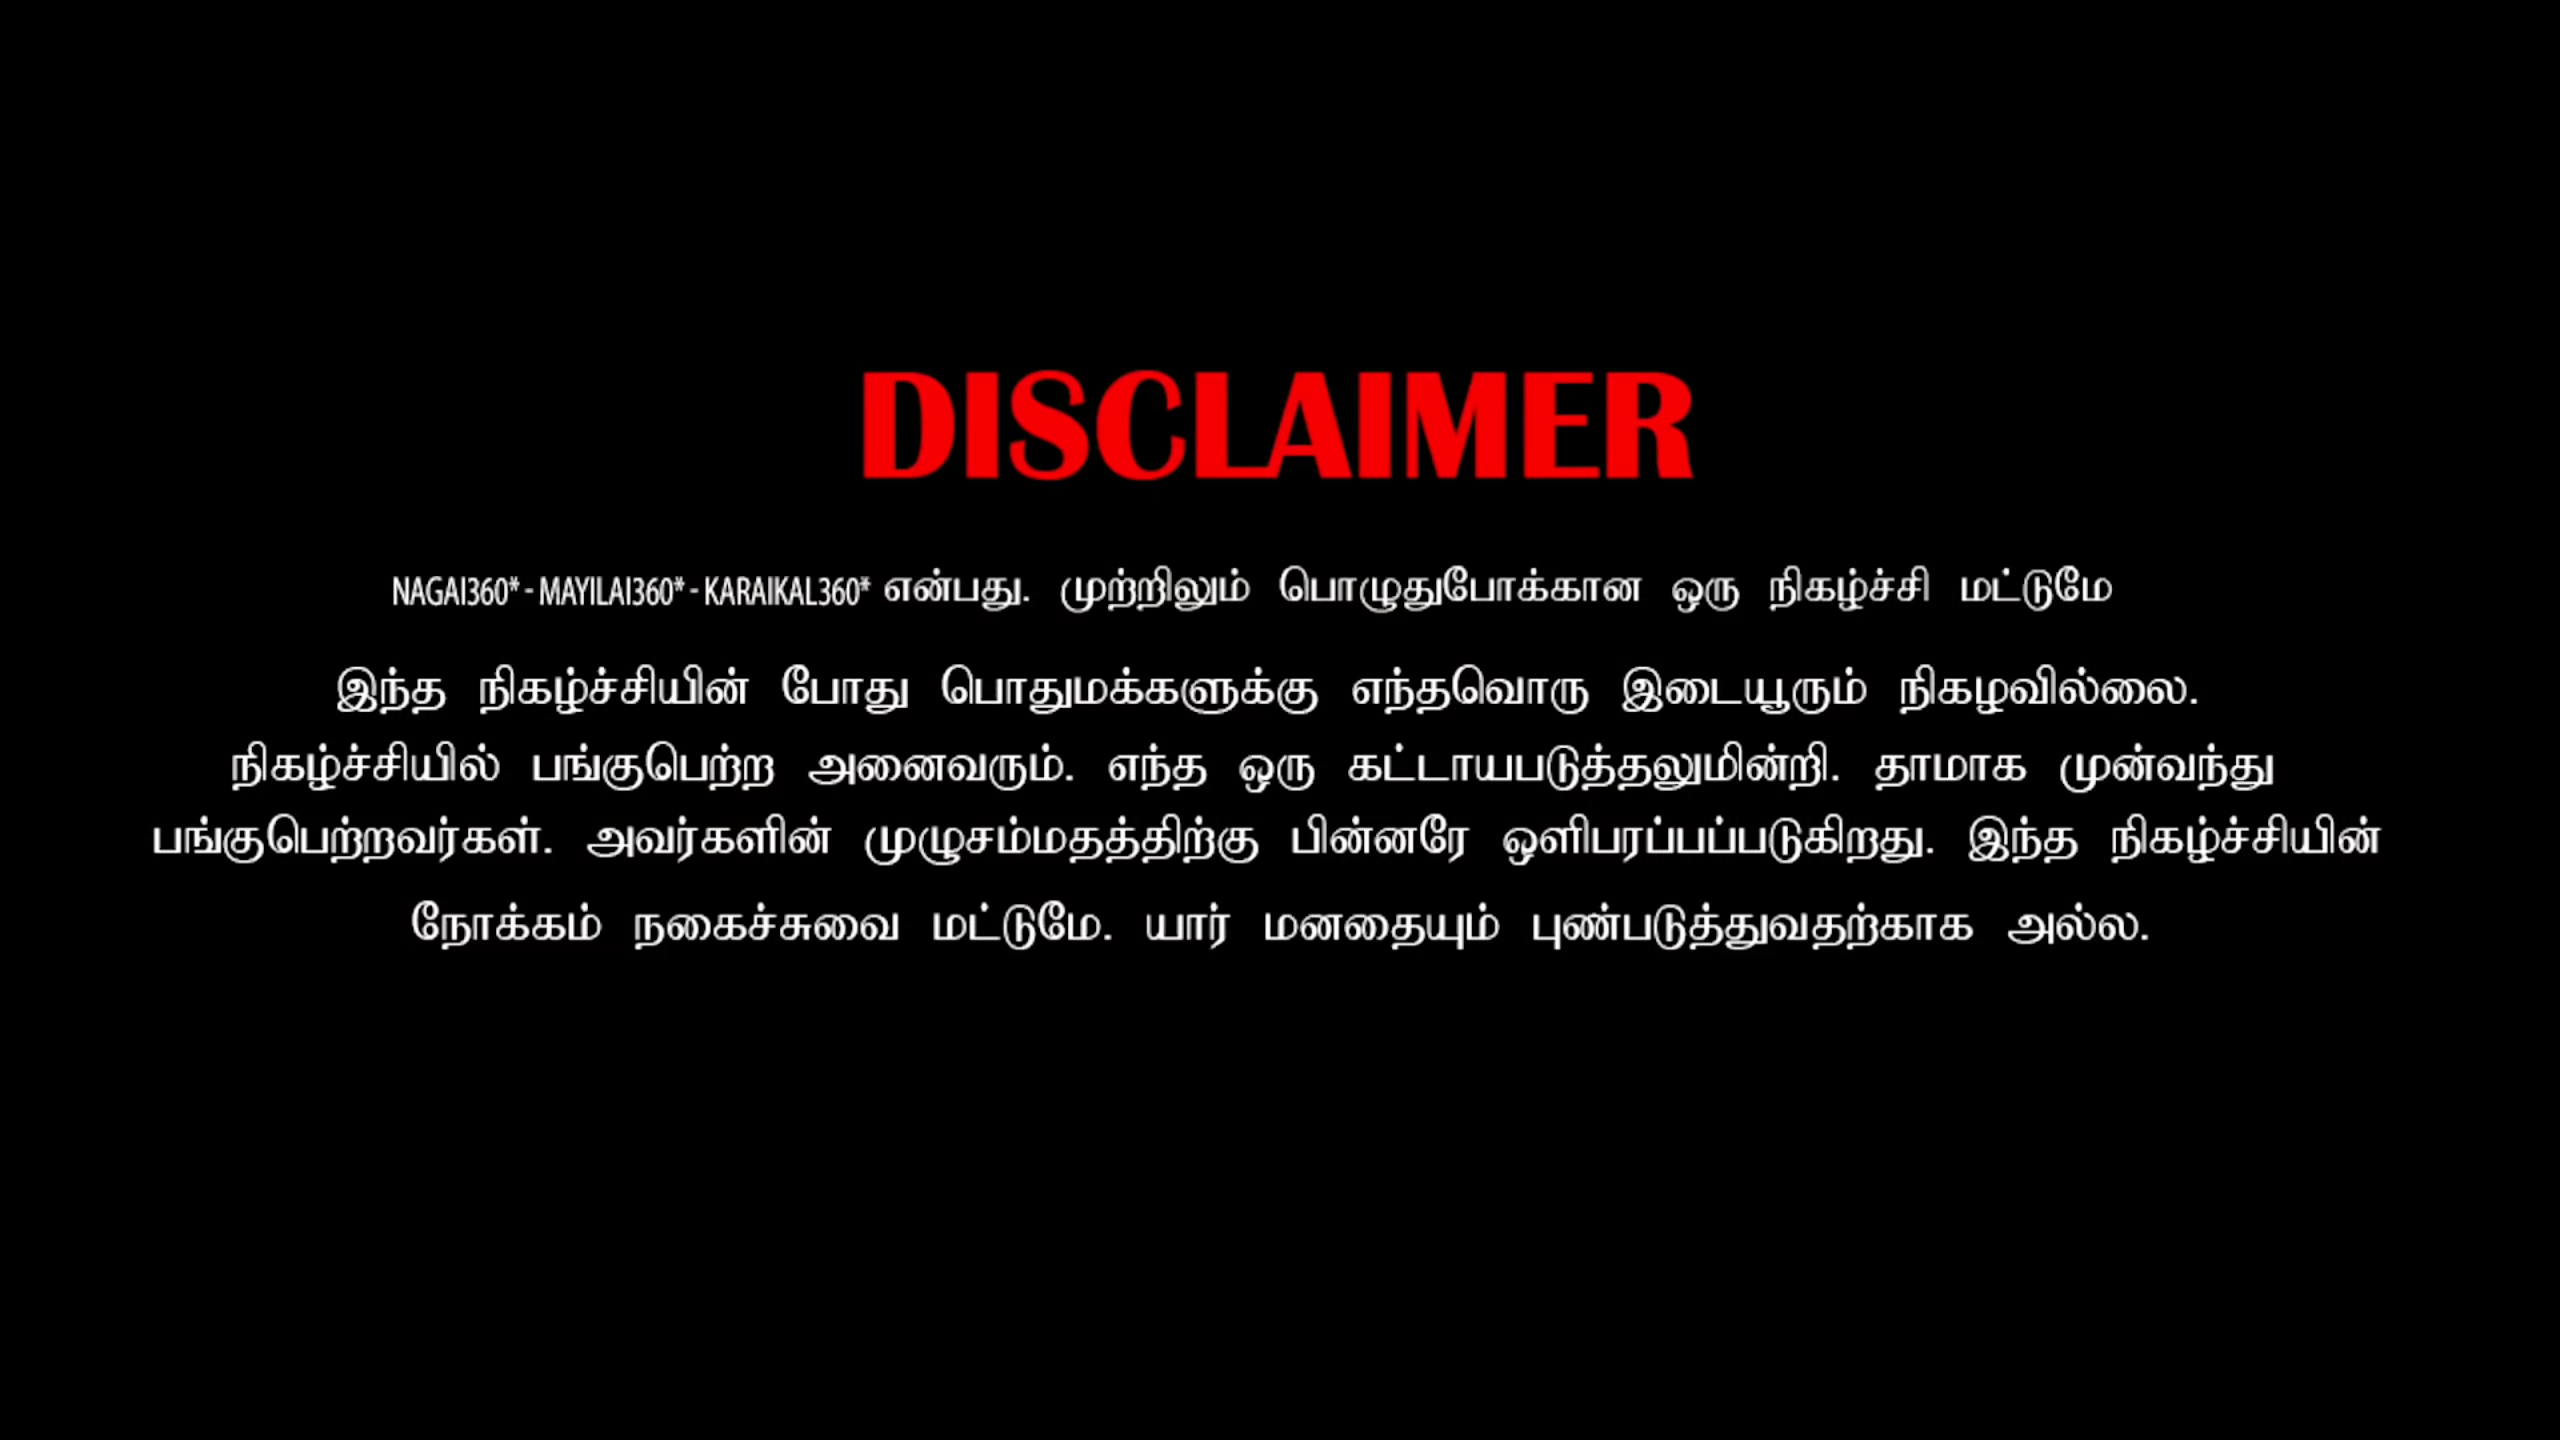 DISCLAIMER
NAGAI360* - MAYILAI360* - KARAIKAL360* என்பது. முற்றிலும் பொழுதுபோக்கான ஒரு நிகழ்ச்சி மட்டுமே
இந்த நிகழ்ச்சியின் போது பொதுமக்களுக்கு எந்தவொரு இடையூரும் நிகழவில்லை.
நிகழ்ச்சியில் பங்குபெற்ற அனைவரும். எந்த ஒரு கட்டாயபடுத்தலுமின்றி. தாமாக முன்வந்து
பங்குபெற்றவர்கள். அவர்களின் முழுசம்மதத்திற்கு பின்னரே ஒளிபரப்பப்படுகிறது. இந்த நிகழ்ச்சியின்
நோக்கம் நகைச்சுவை மட்டுமே. யார் மனதையும் புண்படுத்துவதற்காக அல்ல.